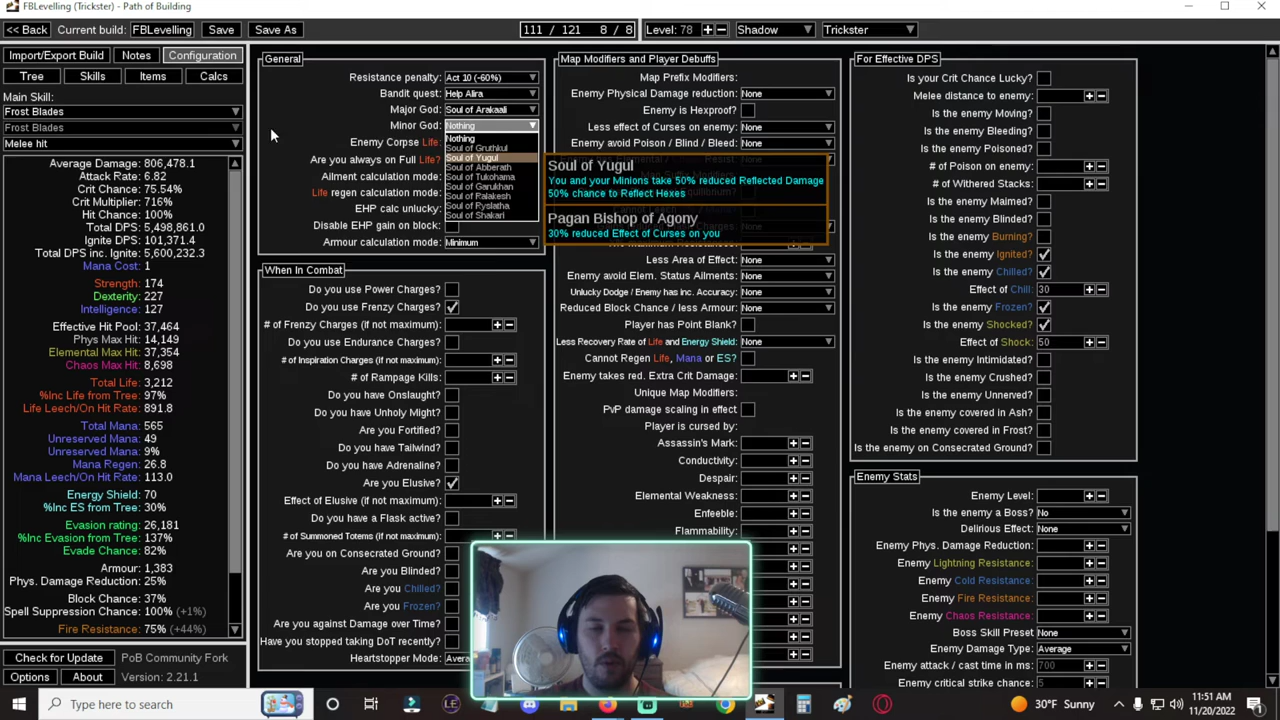 FBLevelling (Trickster) - Path of Building
<< Back
Current build: FBLevelling
Save
Save As
111 / 121 8 / 8
Level: 78
Shadow
Trickster
Import/Export Build
Notes
Configuration
Tree
Skills
Items
Calcs
Main Skill:
Frost Blades
Frost Blades
Melee hit
Average Damage: 806,478.1
Attack Rate: 6.82
Crit Chance: 75.54%
Crit Multiplier: 716%
Hit Chance: 100%
Total DPS: 5,498,861.0
Ignite DPS: 101,371.4
Total DPS inc. Ignite: 5,600,232.3
Mana Cost: 1
Strength: 174
Dexterity: 227
Intelligence: 127
Effective Hit Pool: 37,464
Phys Max Hit: 14,149
Elemental Max Hit: 37,354
Chaos Max Hit: 8,698
Total Life: 3,212
%Inc Life from Tree: 97%
Life Leech/On Hit Rate: 891.8
Total Mana: 565
Unreserved Mana: 49
Unreserved Mana: 9%
Mana Regen: 26.8
Mana Leech/On Hit Rate: 113.0
Energy Shield: 70
%Inc ES from Tree: 30%
Evasion rating: 26,181
%Inc Evasion from Tree: 137%
Evade Chance: 82%
Armour: 1,383
Phys. Damage Reduction: 25%
Block Chance: 37%
Spell Suppression Chance: 100% (+1%)
Fire Resistance: 75% (+44%)
Check for Update
PoB Community Fork
Options
About
Version: 2.21.1
General
Resistance penalty: Act 10 (-60%)
Bandit quest: Help Alira
Major God: Soul of Arakaali
Minor God: Nothing
Nothing
Soul of Gruthkul
Soul of Yugul
Soul of Abberath
Soul of Tukohama
Soul of Garukhan
Soul of Ralakesh
Soul of Ryslatha
Soul of Shakari
Enemy Corpse Life:
Are you always on Full Life?
Ailment calculation mode:
Life regen calculation mode:
EHP calc unlucky:
Disable EHP gain on block:
Armour calculation mode: Minimum
Soul of Yugul
You and your Minions take 50% reduced Reflected Damage
50% chance to Reflect Hexes
Pagan Bishop of Agony
30% reduced Effect of Curses on you
When In Combat
Do you use Power Charges?
Do you use Frenzy Charges?
# of Frenzy Charges (if not maximum):
Do you use Endurance Charges?
# of Inspiration Charges (if not maximum):
# of Rampage Kills:
Do you have Onslaught?
Do you have Unholy Might?
Are you Fortified?
Do you have Tailwind?
Do you have Adrenaline?
Are you Elusive?
Effect of Elusive (if not maximum):
Do you have a Flask active?
# of Summoned Totems (if not maximum):
Are you on Consecrated Ground?
Are you Blinded?
Are you Chilled?
Are you Frozen?
Are you against Damage over Time?
Have you stopped taking DoT recently?
Heartstopper Mode:
Map Modifiers and Player Debuffs
Map Prefix Modifiers:
Enemy Physical Damage reduction: None
Enemy is Hexproof?
Less effect of Curses on enemy: None
Enemy avoid Poison / Blind / Bleed: None
Less Area of Effect: None
Enemy avoid Elem. Status Ailments: None
Unlucky Dodge / Enemy has inc. Accuracy: None
Reduced Block Chance / less Armour: None
Player has Point Blank?
Less Recovery Rate of Life and Energy Shield: None
Cannot Regen Life, Mana or ES?
Enemy takes red. Extra Crit Damage:
Unique Map Modifiers:
PvP damage scaling in effect
Player is cursed by:
Assassin's Mark:
Conductivity:
Despair:
Elemental Weakness:
Enfeeble:
Flammability:
For Effective DPS
Is your Crit Chance Lucky?
Melee distance to enemy:
Is the enemy Moving?
Is the enemy Bleeding?
Is the enemy Poisoned?
# of Poison on enemy:
# of Withered Stacks:
Is the enemy Maimed?
Is the enemy Blinded?
Is the enemy Burning?
Is the enemy Ignited?
Is the enemy Chilled?
Effect of Chill: 30
Is the enemy Frozen?
Is the enemy Shocked?
Effect of Shock: 50
Is the enemy Intimidated?
Is the enemy Crushed?
Is the enemy Unnerved?
Is the enemy covered in Ash?
Is the enemy covered in Frost?
Is the enemy on Consecrated Ground?
Enemy Stats
Enemy Level:
Is the enemy a Boss? No
Delirious Effect: None
Enemy Phys. Damage Reduction:
Enemy Lightning Resistance:
Enemy Cold Resistance:
Enemy Fire Resistance:
Enemy Chaos Resistance:
Boss Skill Preset None
Enemy Damage Type: Average
Enemy attack / cast time in ms: 700
Enemy critical strike chance: 5
Type here to search
30°F Sunny
11:51 AM
11/20/2022